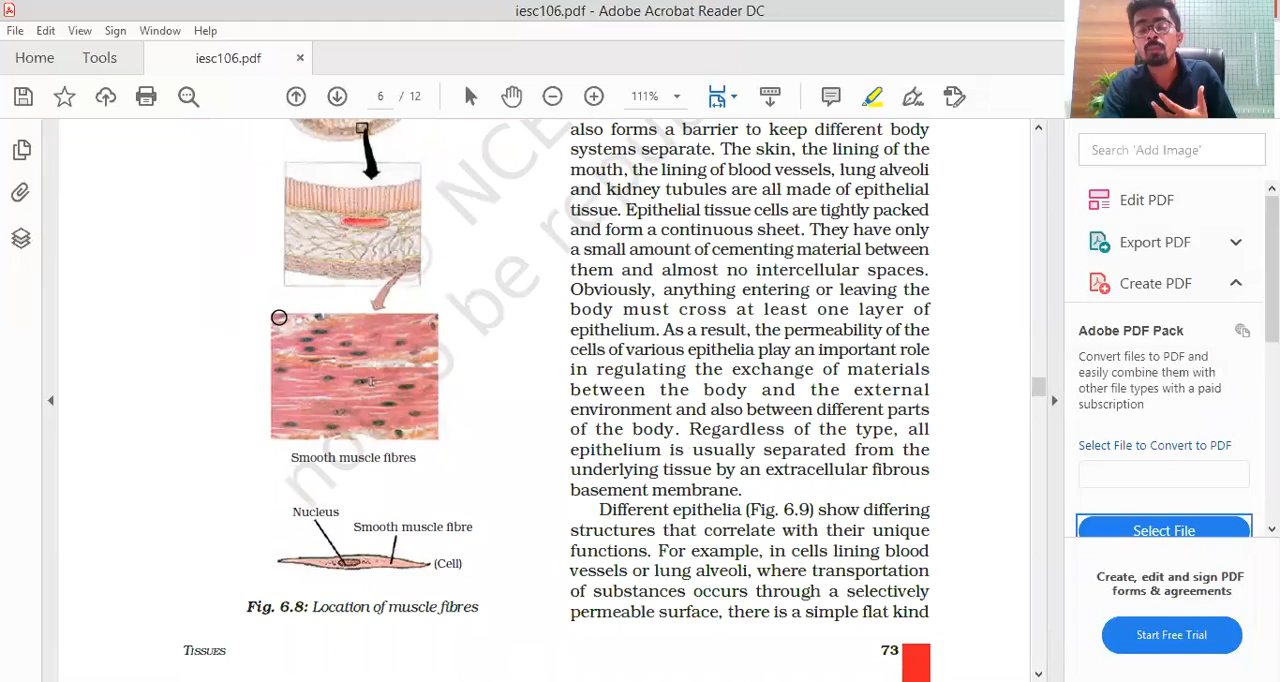 iesc106.pdf - Adobe Acrobat Reader DC
File Edit View Sign Window Help
Home Tools iesc106.pdf ×
6 / 12
111%
also forms a barrier to keep different body
systems separate. The skin, the lining of the
mouth, the lining of blood vessels, lung alveoli
and kidney tubules are all made of epithelial
tissue. Epithelial tissue cells are tightly packed
and form a continuous sheet. They have only
a small amount of cementing material between
them and almost no intercellular spaces.
Obviously, anything entering or leaving the
body must cross at least one layer of
epithelium. As a result, the permeability of the
cells of various epithelia play an important role
in regulating the exchange of materials
between the body and the external
environment and also between different parts
of the body. Regardless of the type, all
epithelium is usually separated from the
underlying tissue by an extracellular fibrous
basement membrane.
Different epithelia (Fig. 6.9) show differing
structures that correlate with their unique
functions. For example, in cells lining blood
vessels or lung alveoli, where transportation
of substances occurs through a selectively
permeable surface, there is a simple flat kind
Smooth muscle fibres
Nucleus
Smooth muscle fibre
(Cell)
Fig. 6.8: Location of muscle fibres
TISSUES
73
© NCE
be repu
Search 'Add Image'
Edit PDF
Export PDF
Create PDF
Adobe PDF Pack
Convert files to PDF and
easily combine them with
other file types with a paid
subscription
Select File to Convert to PDF
Select File
Create, edit and sign PDF
forms & agreements
Start Free Trial